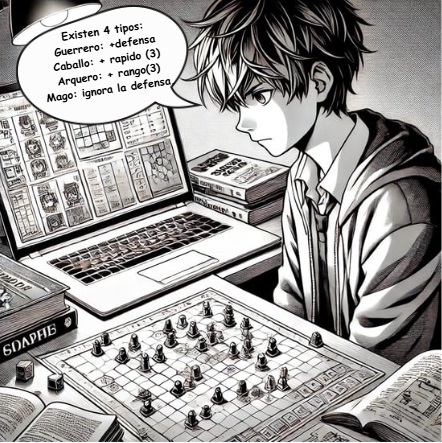 Existen 4 tipos:
Guerrero: +defensa
Caballo: + rapido (3)
Arquero: + rango(3)
Mago: ignora la defensa